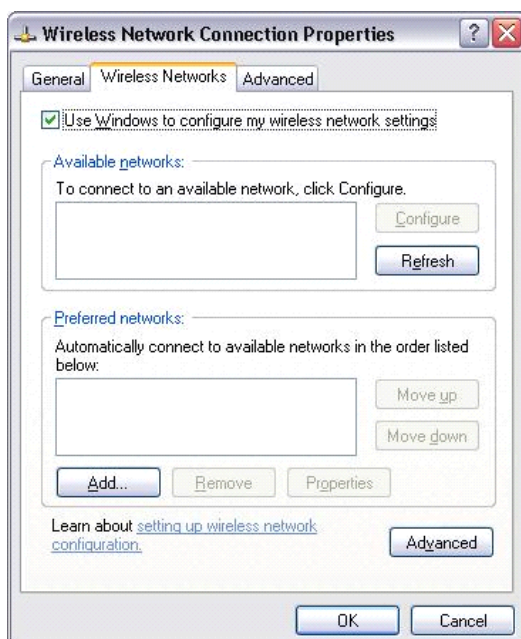 Wireless Network Connection Properties
General Wireless Networks Advanced
Use Windows to configure my wireless network settings
Available networks:
To connect to an available network, click Configure.
Configure
Refresh
Preferred networks:
Automatically connect to available networks in the order listed
below:
Move up
Move down
Add... Remove Properties
Learn about setting up wireless network
configuration.
Advanced
OK Cancel